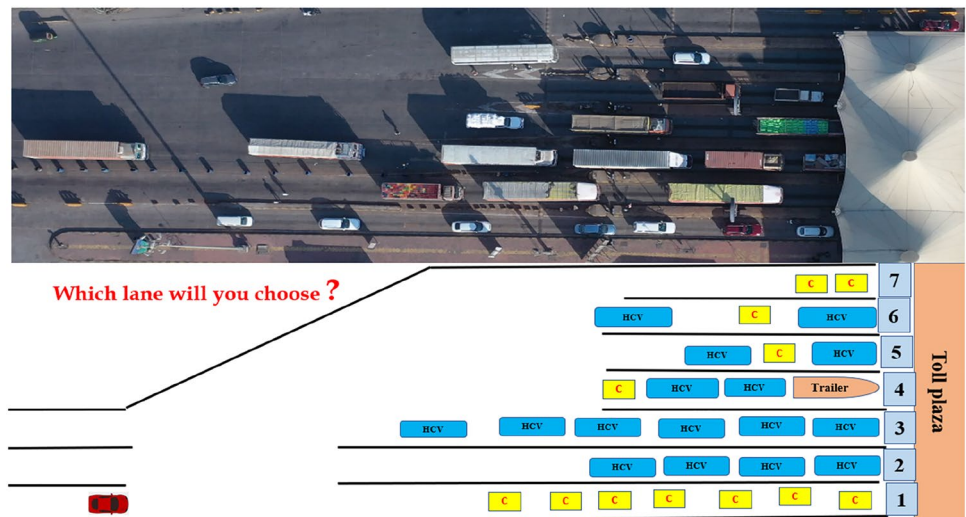 Which lane will you choose ?
C C 7
HCV C HCV 6
HCV C HCV 5
C HCV HCV Trailer 4
HCV HCV HCV HCV HCV HCV 3
HCV HCV HCV HCV 2
C C C C C C C 1
Toll plaza